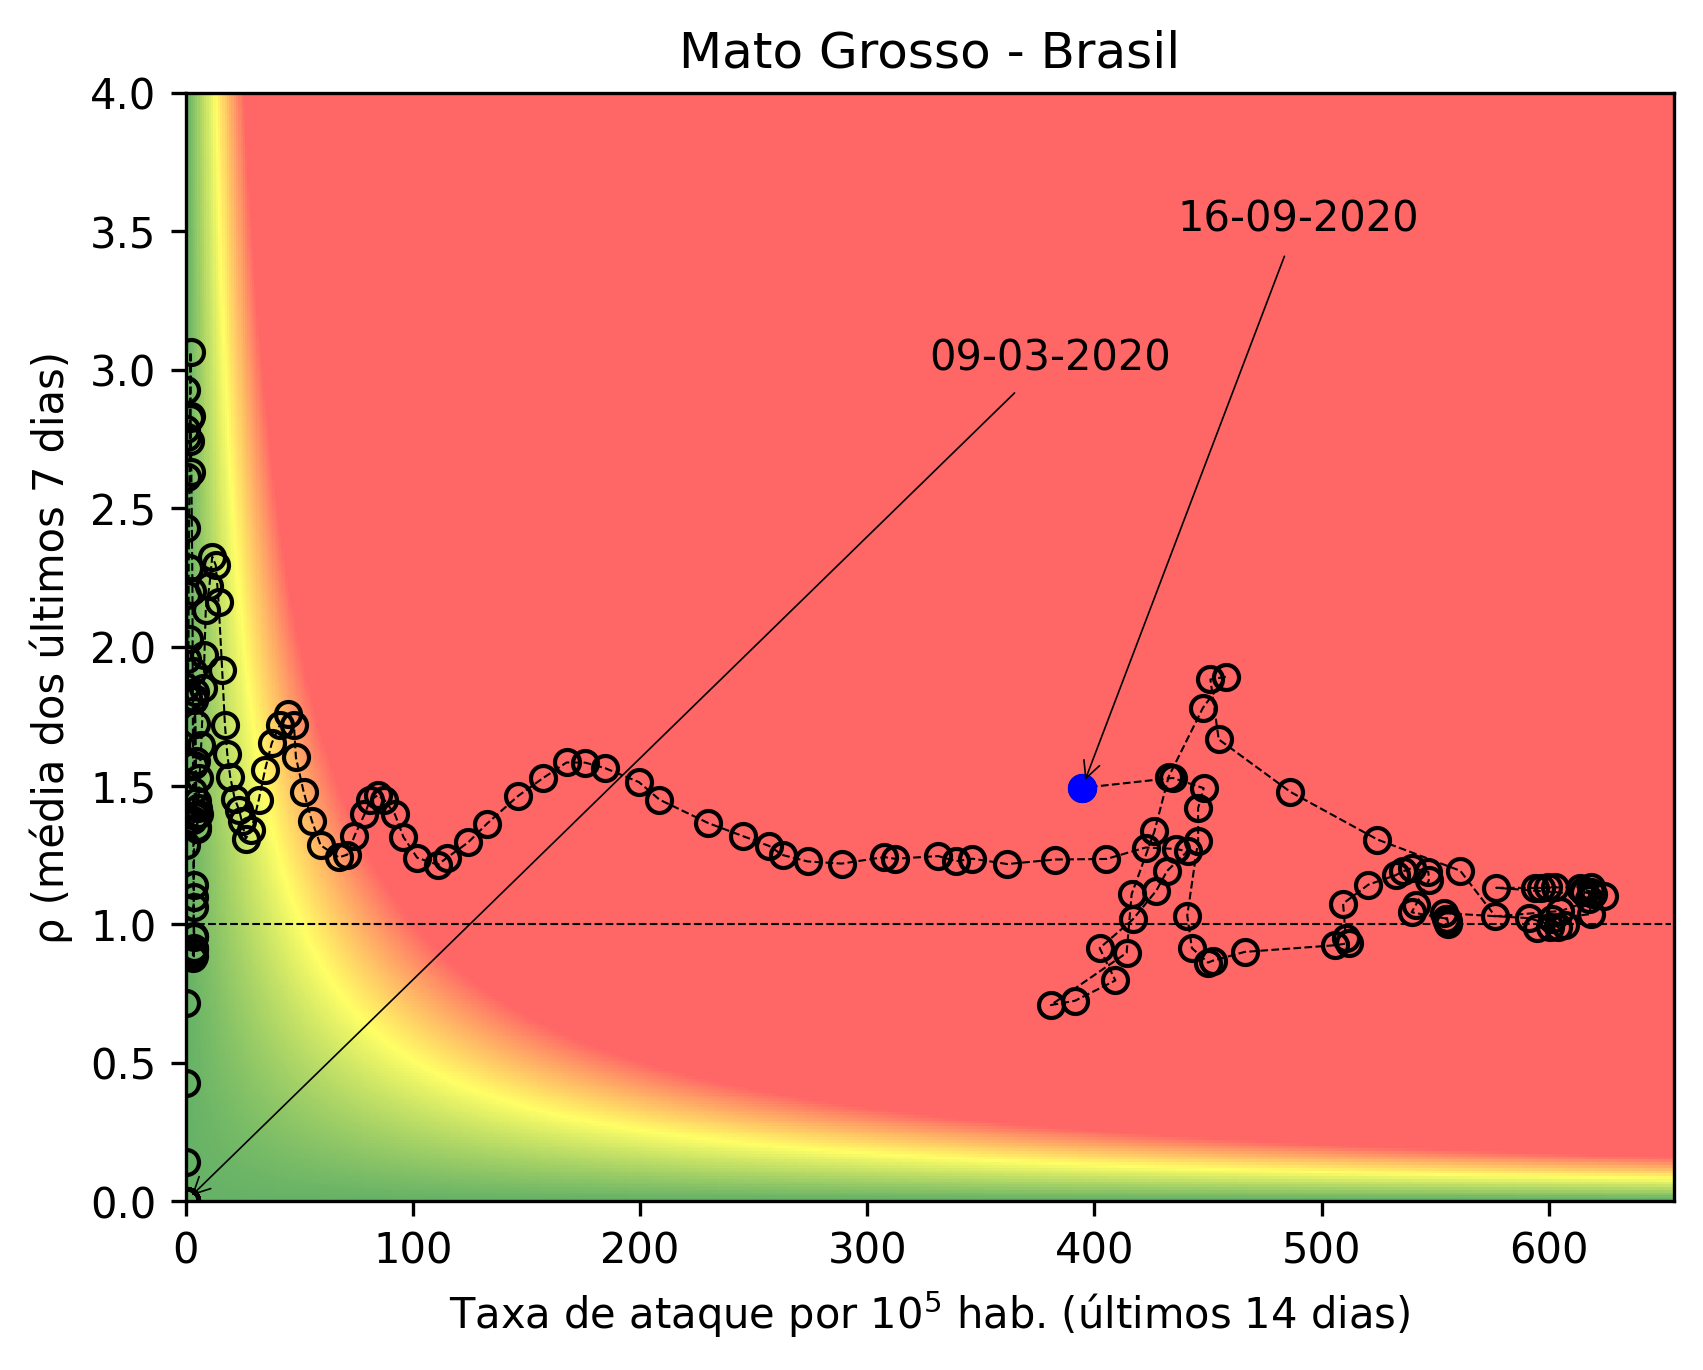 Mato Grosso - Brasil
4.0
3.5
3.0
2.5
2.0
1.5
1.0
0.5
0.0
ρ (média dos últimos 7 dias)
16-09-2020
09-03-2020
0 100 200 300 400 500 600
Taxa de ataque por 10⁵ hab. (últimos 14 dias)